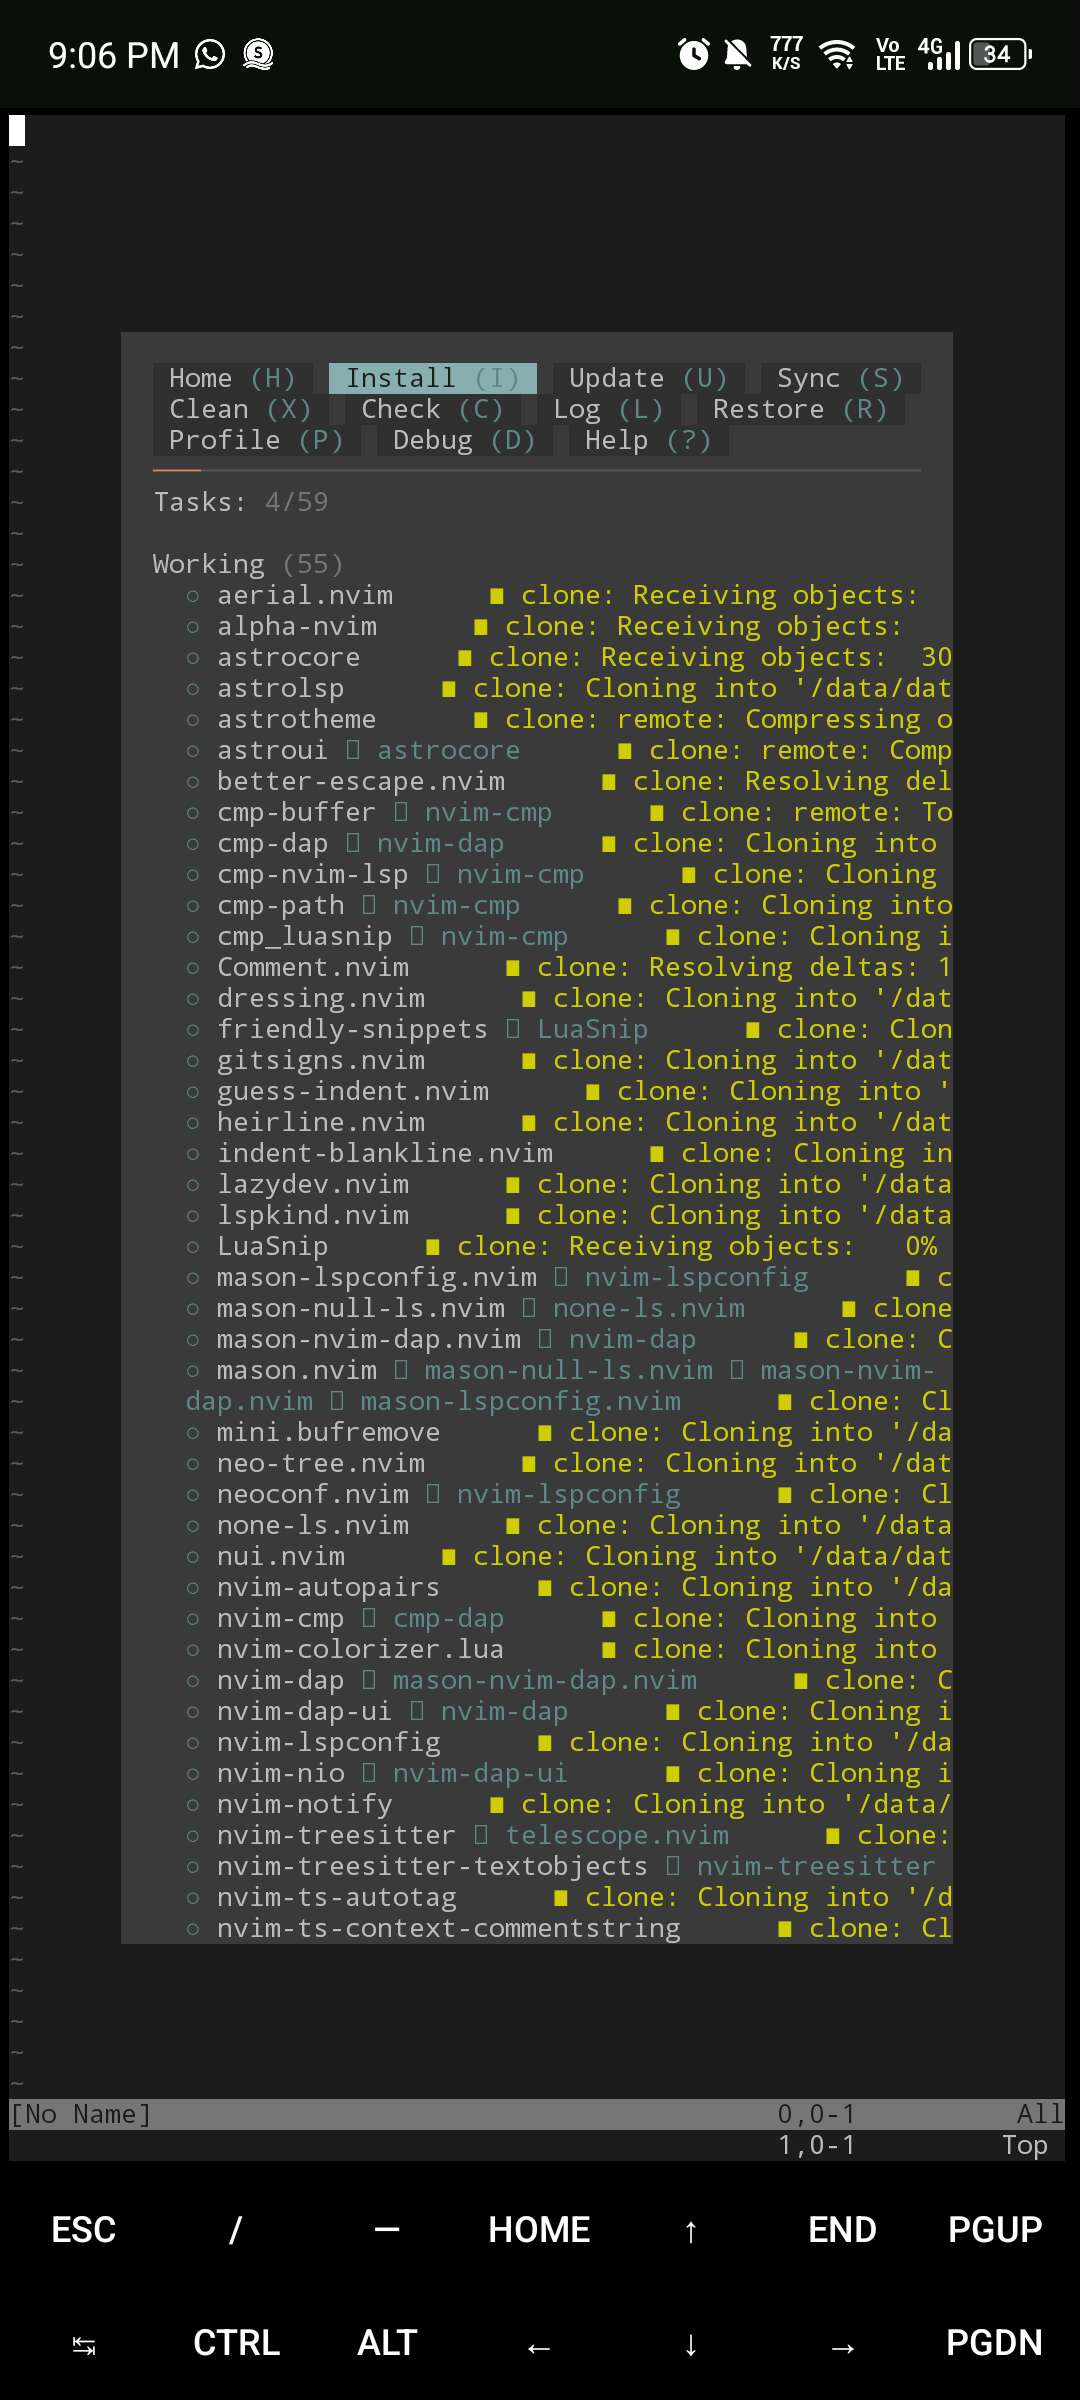 9:06 PM 777 K/S Vo LTE 4G 34
~
~
~
~
~
~
~
Home (H) Install (I) Update (U) Sync (S)
Clean (X) Check (C) Log (L) Restore (R)
Profile (P) Debug (D) Help (?)
Tasks: 4/59
Working (55)
○ aerial.nvim ■ clone: Receiving objects:
○ alpha-nvim ■ clone: Receiving objects:
○ astrocore ■ clone: Receiving objects: 30
○ astrolsp ■ clone: Cloning into '/data/dat
○ astrotheme ■ clone: remote: Compressing o
○ astroui astrocore ■ clone: remote: Comp
○ better-escape.nvim ■ clone: Resolving del
○ cmp-buffer nvim-cmp ■ clone: remote: To
○ cmp-dap nvim-dap ■ clone: Cloning into
○ cmp-nvim-lsp nvim-cmp ■ clone: Cloning
○ cmp-path nvim-cmp ■ clone: Cloning into
○ cmp_luasnip nvim-cmp ■ clone: Cloning i
○ Comment.nvim ■ clone: Resolving deltas: 1
○ dressing.nvim ■ clone: Cloning into '/dat
○ friendly-snippets LuaSnip ■ clone: Clon
○ gitsigns.nvim ■ clone: Cloning into '/dat
○ guess-indent.nvim ■ clone: Cloning into '
○ heirline.nvim ■ clone: Cloning into '/dat
○ indent-blankline.nvim ■ clone: Cloning in
○ lazydev.nvim ■ clone: Cloning into '/data
○ lspkind.nvim ■ clone: Cloning into '/data
○ LuaSnip ■ clone: Receiving objects: 0%
○ mason-lspconfig.nvim nvim-lspconfig ■ c
○ mason-null-ls.nvim none-ls.nvim ■ clone
○ mason-nvim-dap.nvim nvim-dap ■ clone: C
○ mason.nvim mason-null-ls.nvim mason-nvim-
dap.nvim mason-lspconfig.nvim ■ clone: Cl
○ mini.bufremove ■ clone: Cloning into '/da
○ neo-tree.nvim ■ clone: Cloning into '/dat
○ neoconf.nvim nvim-lspconfig ■ clone: Cl
○ none-ls.nvim ■ clone: Cloning into '/data
○ nui.nvim ■ clone: Cloning into '/data/dat
○ nvim-autopairs ■ clone: Cloning into '/da
○ nvim-cmp cmp-dap ■ clone: Cloning into
○ nvim-colorizer.lua ■ clone: Cloning into
○ nvim-dap mason-nvim-dap.nvim ■ clone: C
○ nvim-dap-ui nvim-dap ■ clone: Cloning i
○ nvim-lspconfig ■ clone: Cloning into '/da
○ nvim-nio nvim-dap-ui ■ clone: Cloning i
○ nvim-notify ■ clone: Cloning into '/data/
○ nvim-treesitter telescope.nvim ■ clone:
○ nvim-treesitter-textobjects nvim-treesitter
○ nvim-ts-autotag ■ clone: Cloning into '/d
○ nvim-ts-context-commentstring ■ clone: Cl
~
~
~
~
~
[No Name] 0,0-1 All
1,0-1 Top
ESC / — HOME ↑ END PGUP
↹ CTRL ALT ← ↓ → PGDN